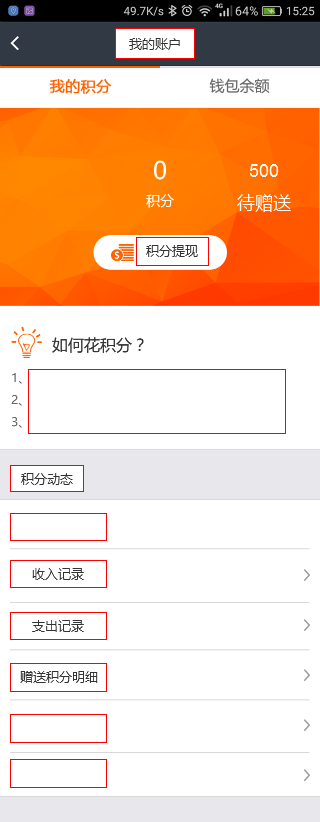 49.7K/s 4G 64% 15:25
我的账户
我的积分 钱包余额
0 500
积分 待赠送
积分提现
如何花积分？
1、
2、
3、
积分动态
收入记录
支出记录
赠送积分明细